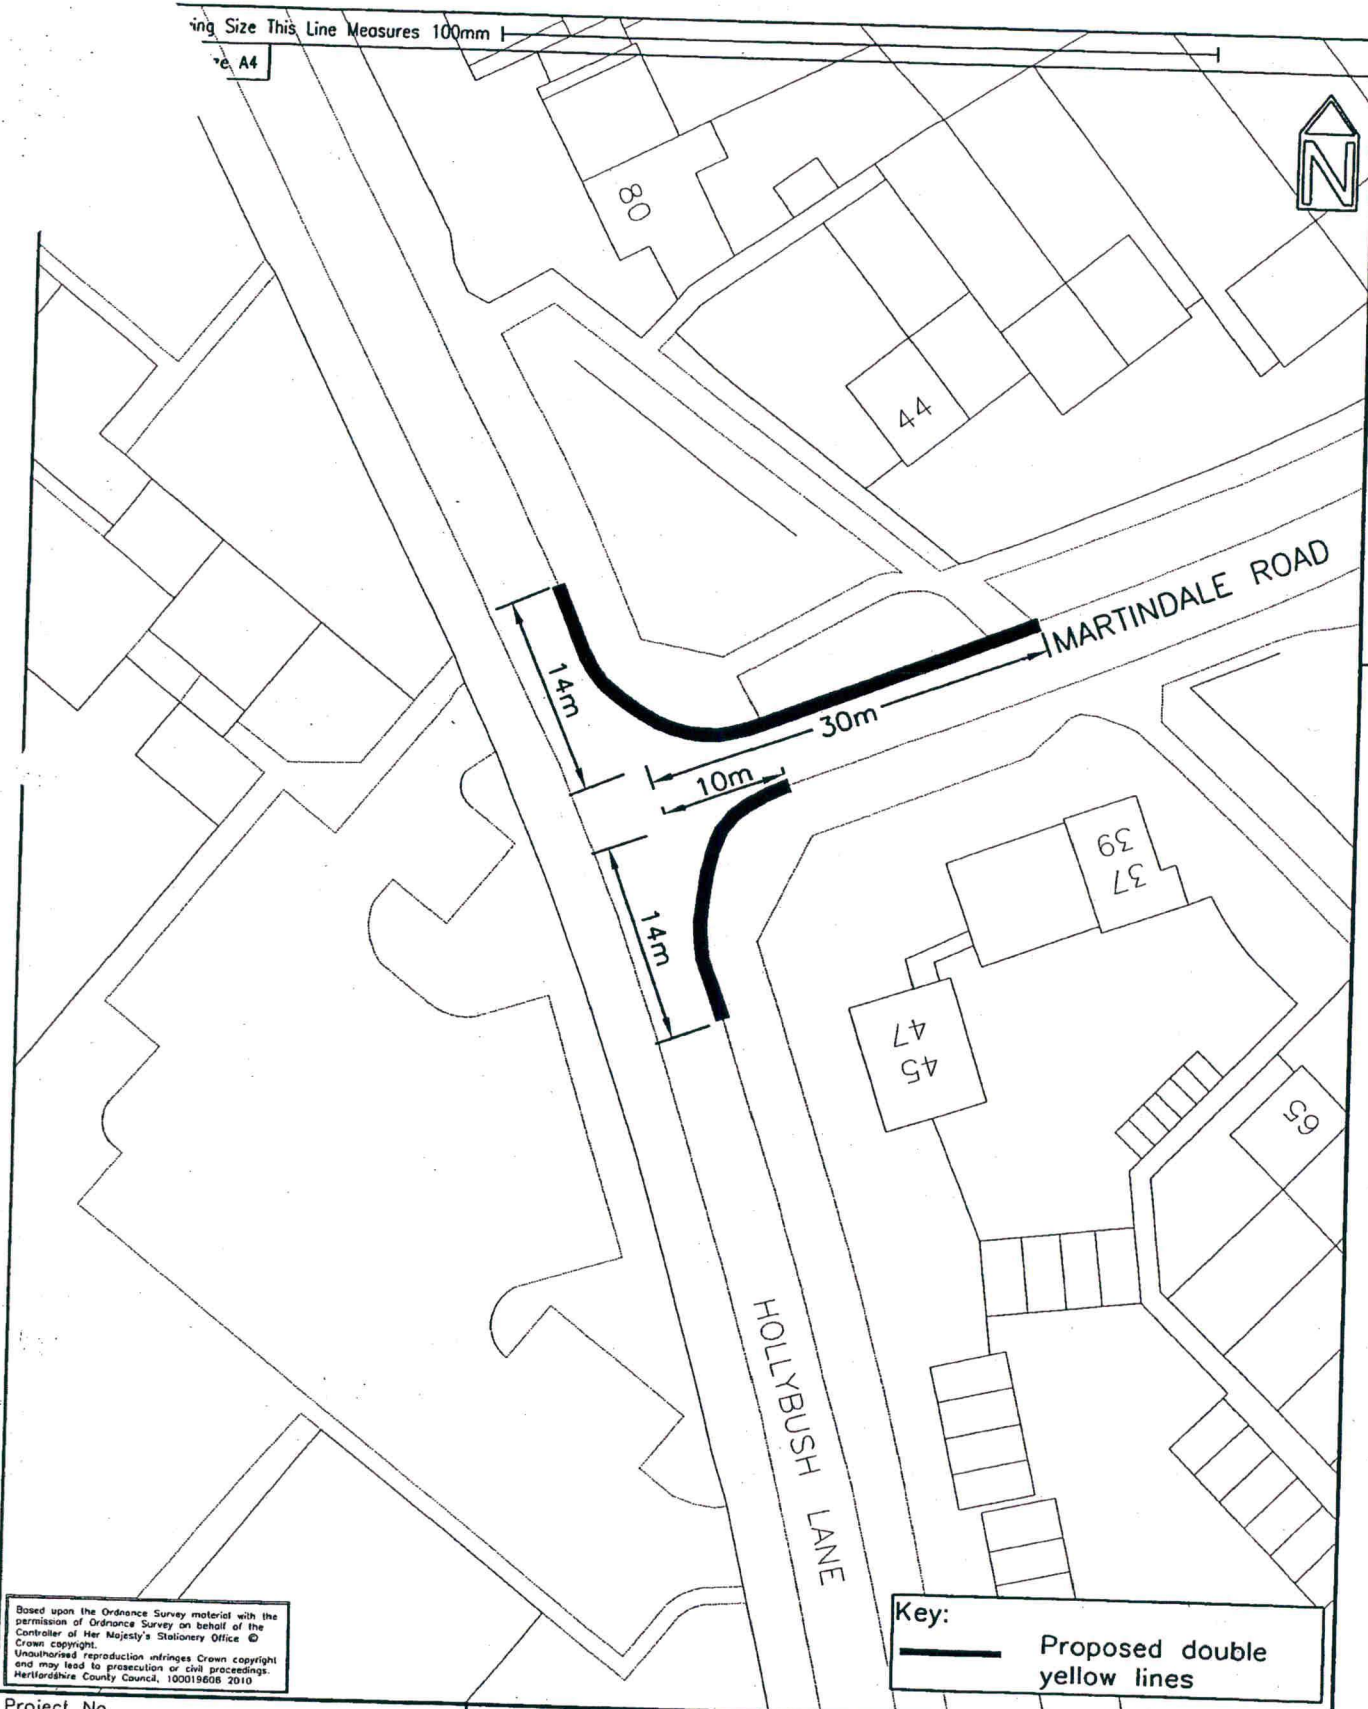 ing Size This Line Measures 100mm
e A4
N
80
44
MARTINDALE ROAD
14m
30m
10m
14m
39
37
47
45
65
HOLLYBUSH LANE
Key:
Proposed double
yellow lines
Based upon the Ordnance Survey material with the
permission of Ordnance Survey on behalf of the
Controller of Her Majesty's Stationery Office ©
Crown copyright.
Unauthorised reproduction infringes Crown copyright
and may lead to prosecution or civil proceedings.
Hertfordshire County Council, 100019606 2010
Project No